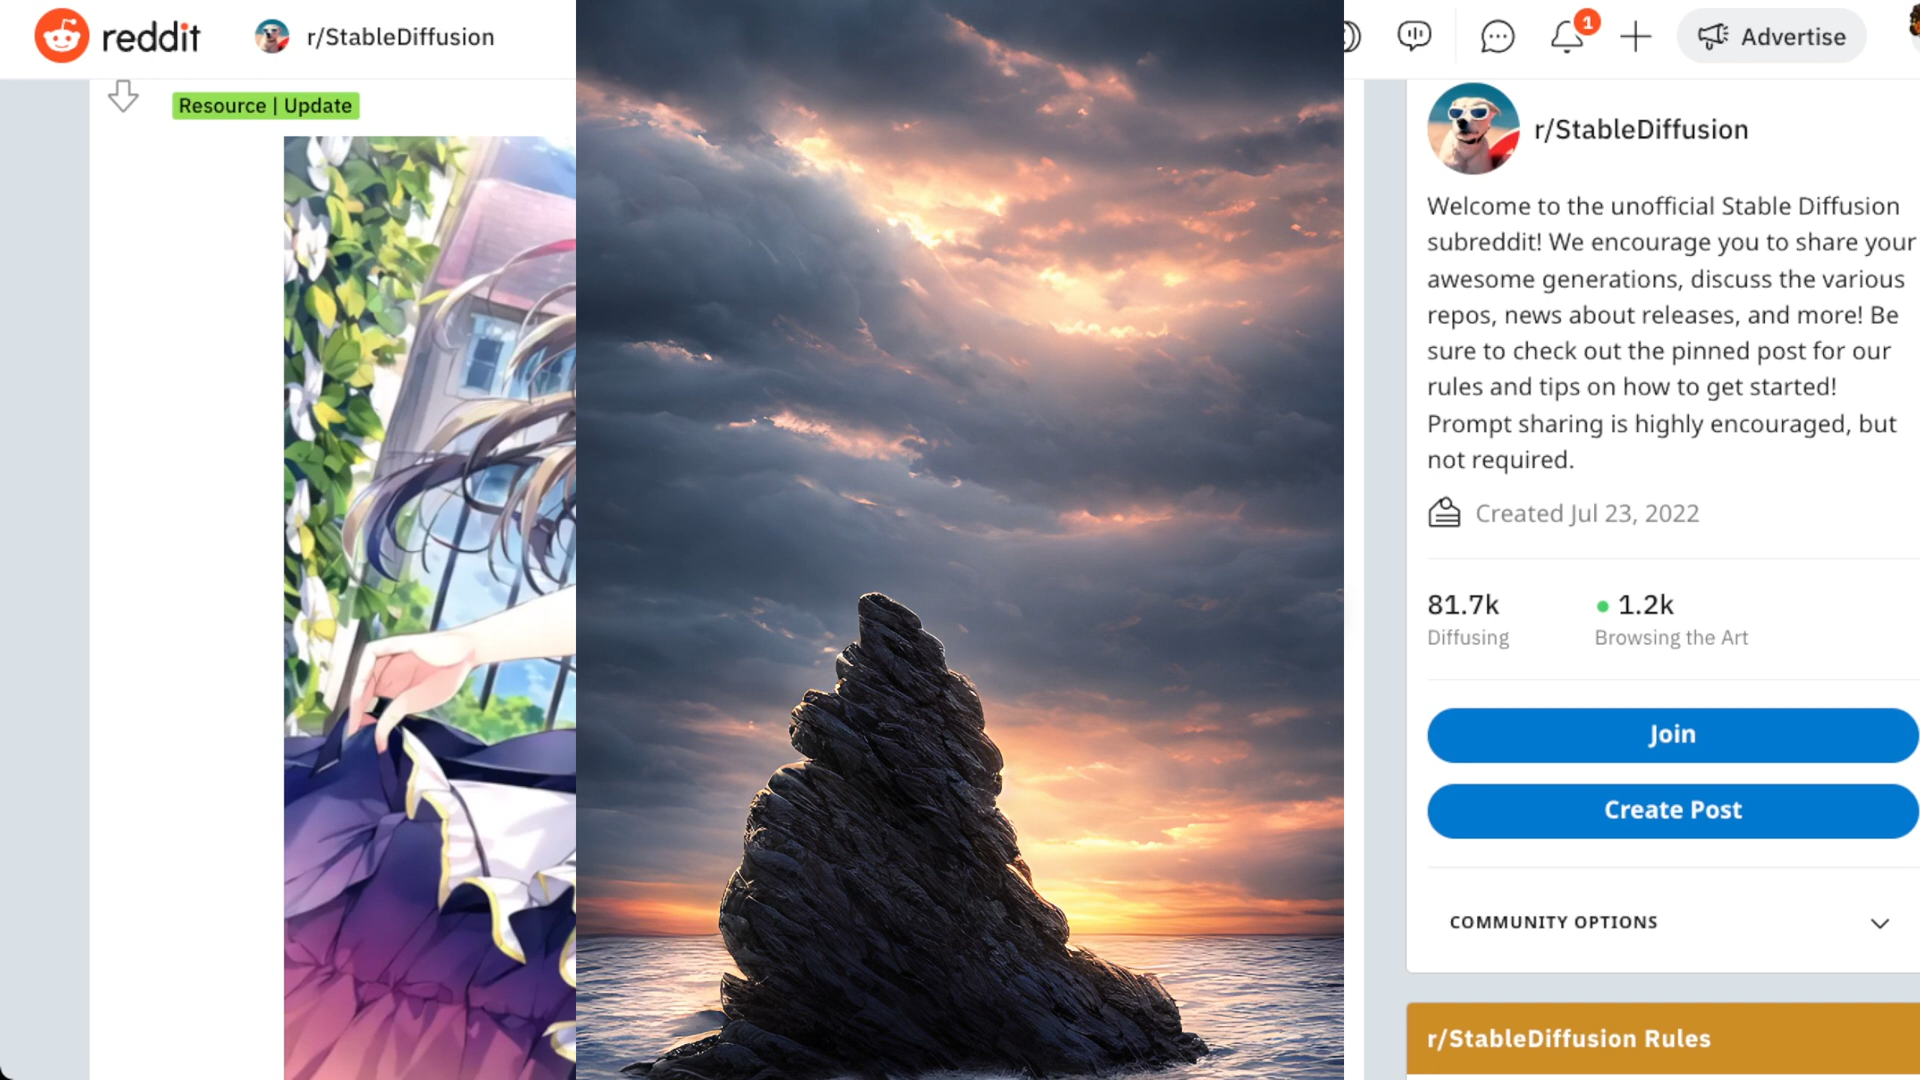 reddit
r/StableDiffusion
1
Advertise
Resource | Update
r/StableDiffusion
Welcome to the unofficial Stable Diffusion
subreddit! We encourage you to share your
awesome generations, discuss the various
repos, news about releases, and more! Be
sure to check out the pinned post for our
rules and tips on how to get started!
Prompt sharing is highly encouraged, but
not required.
Created Jul 23, 2022
81.7k
1.2k
Diffusing
Browsing the Art
Join
Create Post
COMMUNITY OPTIONS
r/StableDiffusion Rules